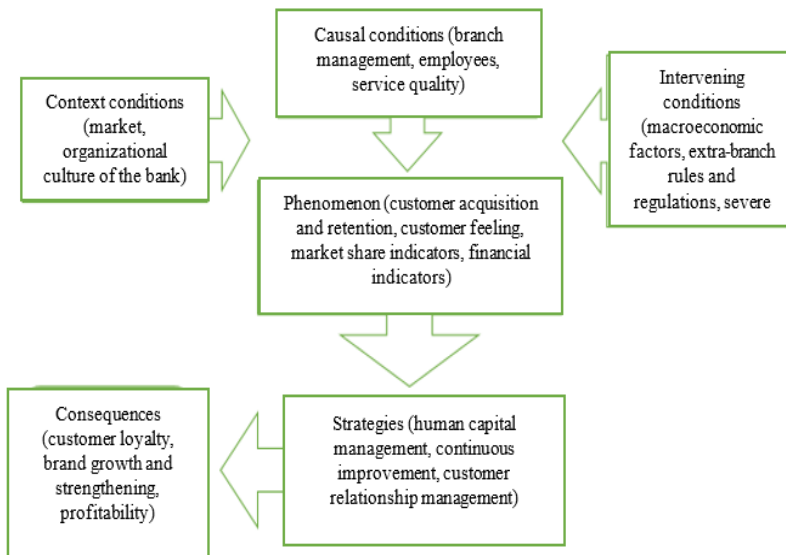 Causal conditions (branch
management, employees,
service quality)
Context conditions
(market,
organizational
culture of the bank)
Intervening
conditions
(macroeconomic
factors, extra-branch
rules and
regulations, severe
Phenomenon (customer acquisition
and retention, customer feeling,
market share indicators, financial
indicators)
Consequences
(customer loyalty,
brand growth and
strengthening,
profitability)
Strategies (human capital
management, continuous
improvement, customer
relationship management)